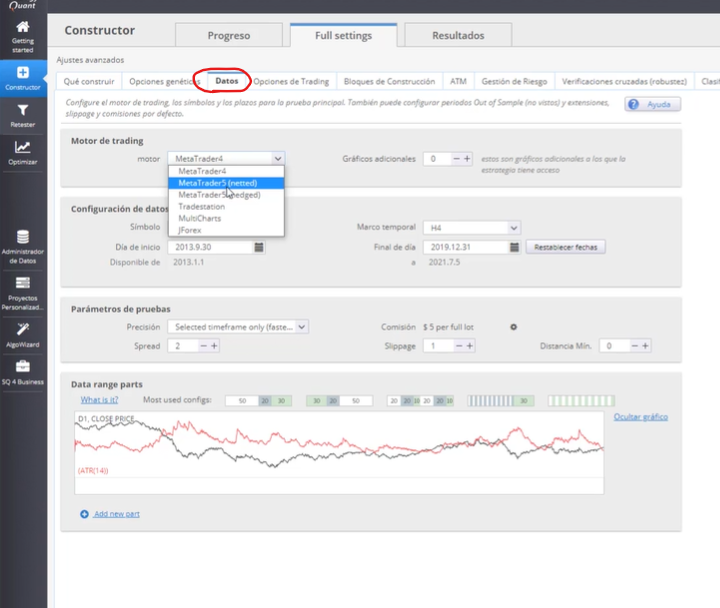 Quant
Getting
started
Constructor
Retester
Optimizer
Administrador
de Datos
Proyectos
Personalizad...
AlgoWizard
SQ 4 Business
Constructor
Progreso
Full settings
Resultados
Ajustes avanzados
Qué construir
Opciones genétic
Datos
Opciones de Trading
Bloques de Construcción
ATM
Gestión de Riesgo
Verificaciones cruzadas (robustez)
Clasif
Configure el motor de trading, los símbolos y los plazos para la prueba principal. También puede configurar periodos Out of Sample (no vistos) y extensiones,
slippage y comisiones por defecto.
Ayuda
Motor de trading
motor
MetaTrader4
Gráficos adicionales
0
estos son gráficos adicionales a los que la
estrategia tiene acceso
MetaTrader4
MetaTrader5 (netted)
MetaTrader5 (hedged)
Tradestation
MultiCharts
JForex
Configuración de datos
Símbolo
Marco temporal
H4
Día de inicio
2013.9.30
Final de día
2019.12.31
Restablecer fechas
Disponible de
2013.1.1
a
2021.7.5
Parámetros de pruebas
Precisión
Selected timeframe only (faste...
Comisión
$ 5 per full lot
Spread
2
Slippage
1
Distancia Mín.
0
Data range parts
What is it?
Most used configs:
50
20
30
30
20
50
20
20
10
20
20
10
30
Ocultar gráfico
D1, CLOSE PRICE
(ATR(14))
Add new part